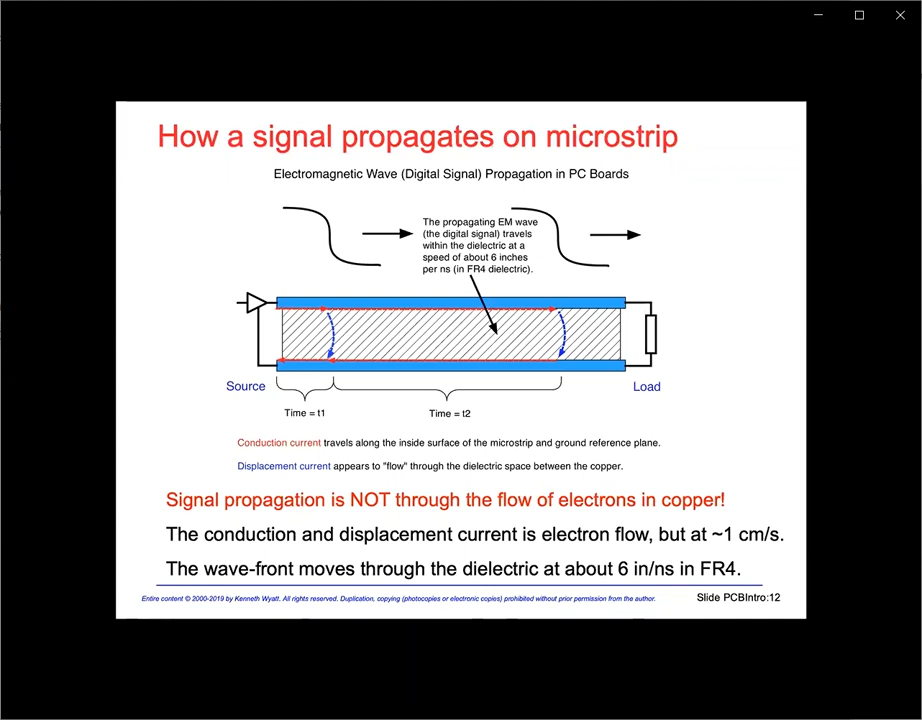 How a signal propagates on microstrip
Electromagnetic Wave (Digital Signal) Propagation in PC Boards
The propagating EM wave
(the digital signal) travels
within the dielectric at a
speed of about 6 inches
per ns (in FR4 dielectric).
Source
Load
Time = t1
Time = t2
Conduction current travels along the inside surface of the microstrip and ground reference plane.
Displacement current appears to "flow" through the dielectric space between the copper.
Signal propagation is NOT through the flow of electrons in copper!
The conduction and displacement current is electron flow, but at ~1 cm/s.
The wave-front moves through the dielectric at about 6 in/ns in FR4.
Entire content © 2000-2019 by Kenneth Wyatt. All rights reserved. Duplication, copying (photocopies or electronic copies) prohibited without prior permission from the author.
Slide PCBIntro:12